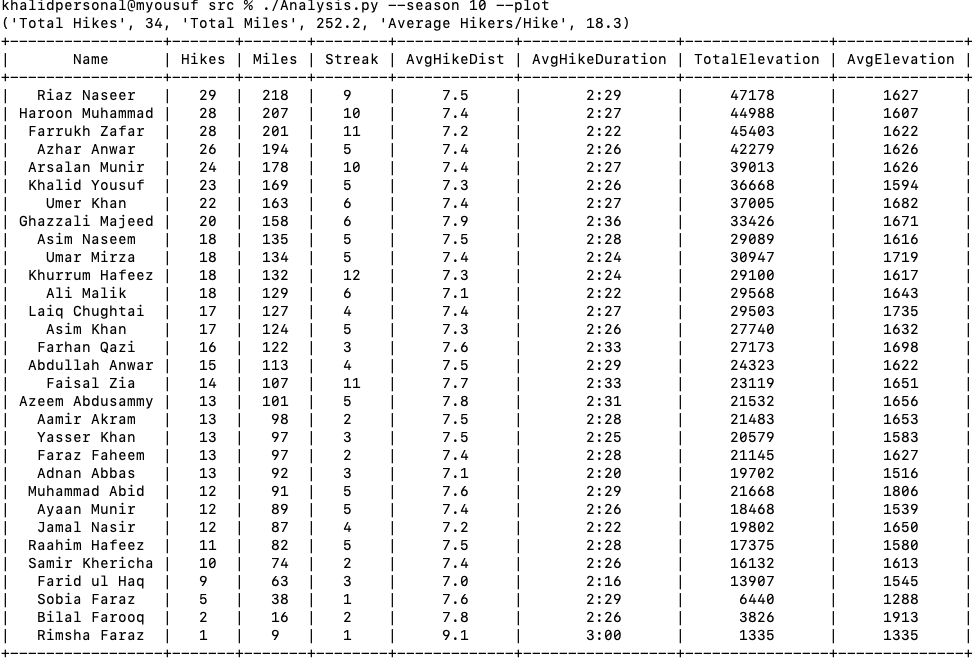 khalidpersonal@myousuf src % ./Analysis.py --season 10 --plot
('Total Hikes', 34, 'Total Miles', 252.2, 'Average Hikers/Hike', 18.3)
| Name | Hikes | Miles | Streak | AvgHikeDist | AvgHikeDuration | TotalElevation | AvgElevation |
| Riaz Naseer | 29 | 218 | 9 | 7.5 | 2:29 | 47178 | 1627 |
| Haroon Muhammad | 28 | 207 | 10 | 7.4 | 2:27 | 44988 | 1607 |
| Farrukh Zafar | 28 | 201 | 11 | 7.2 | 2:22 | 45403 | 1622 |
| Azhar Anwar | 26 | 194 | 5 | 7.4 | 2:26 | 42279 | 1626 |
| Arsalan Munir | 24 | 178 | 10 | 7.4 | 2:27 | 39013 | 1626 |
| Khalid Yousuf | 23 | 169 | 5 | 7.3 | 2:26 | 36668 | 1594 |
| Umer Khan | 22 | 163 | 6 | 7.4 | 2:27 | 37005 | 1682 |
| Ghazzali Majeed | 20 | 158 | 6 | 7.9 | 2:36 | 33426 | 1671 |
| Asim Naseem | 18 | 135 | 5 | 7.5 | 2:28 | 29089 | 1616 |
| Umar Mirza | 18 | 134 | 5 | 7.4 | 2:24 | 30947 | 1719 |
| Khurrum Hafeez | 18 | 132 | 12 | 7.3 | 2:24 | 29100 | 1617 |
| Ali Malik | 18 | 129 | 6 | 7.1 | 2:22 | 29568 | 1643 |
| Laiq Chughtai | 17 | 127 | 4 | 7.4 | 2:27 | 29503 | 1735 |
| Asim Khan | 17 | 124 | 5 | 7.3 | 2:26 | 27740 | 1632 |
| Farhan Qazi | 16 | 122 | 3 | 7.6 | 2:33 | 27173 | 1698 |
| Abdullah Anwar | 15 | 113 | 4 | 7.5 | 2:29 | 24323 | 1622 |
| Faisal Zia | 14 | 107 | 11 | 7.7 | 2:33 | 23119 | 1651 |
| Azeem Abdusammy | 13 | 101 | 5 | 7.8 | 2:31 | 21532 | 1656 |
| Aamir Akram | 13 | 98 | 2 | 7.5 | 2:28 | 21483 | 1653 |
| Yasser Khan | 13 | 97 | 3 | 7.5 | 2:25 | 20579 | 1583 |
| Faraz Faheem | 13 | 97 | 2 | 7.4 | 2:28 | 21145 | 1627 |
| Adnan Abbas | 13 | 92 | 3 | 7.1 | 2:20 | 19702 | 1516 |
| Muhammad Abid | 12 | 91 | 5 | 7.6 | 2:29 | 21668 | 1806 |
| Ayaan Munir | 12 | 89 | 5 | 7.4 | 2:26 | 18468 | 1539 |
| Jamal Nasir | 12 | 87 | 4 | 7.2 | 2:22 | 19802 | 1650 |
| Raahim Hafeez | 11 | 82 | 5 | 7.5 | 2:28 | 17375 | 1580 |
| Samir Khericha | 10 | 74 | 2 | 7.4 | 2:26 | 16132 | 1613 |
| Farid ul Haq | 9 | 63 | 3 | 7.0 | 2:16 | 13907 | 1545 |
| Sobia Faraz | 5 | 38 | 1 | 7.6 | 2:29 | 6440 | 1288 |
| Bilal Farooq | 2 | 16 | 2 | 7.8 | 2:26 | 3826 | 1913 |
| Rimsha Faraz | 1 | 9 | 1 | 9.1 | 3:00 | 1335 | 1335 |